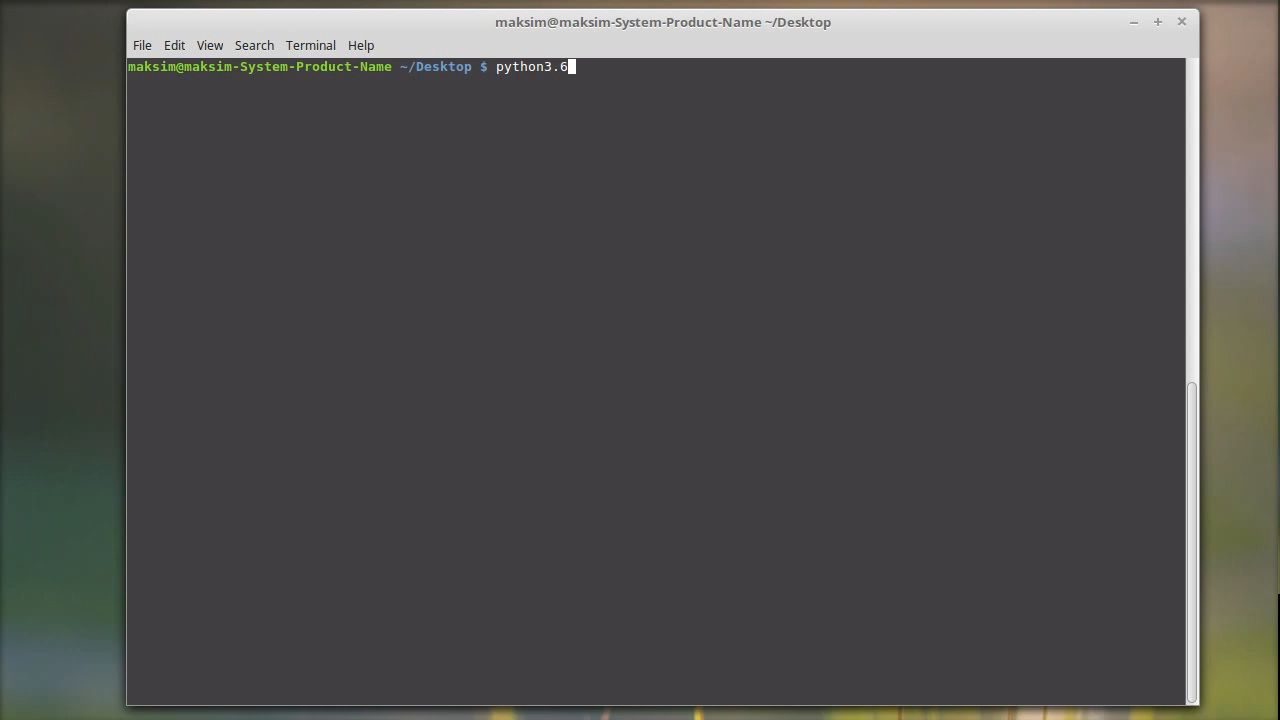 maksim@maksim-System-Product-Name ~/Desktop
File Edit View Search Terminal Help
maksim@maksim-System-Product-Name ~/Desktop $ python3.6